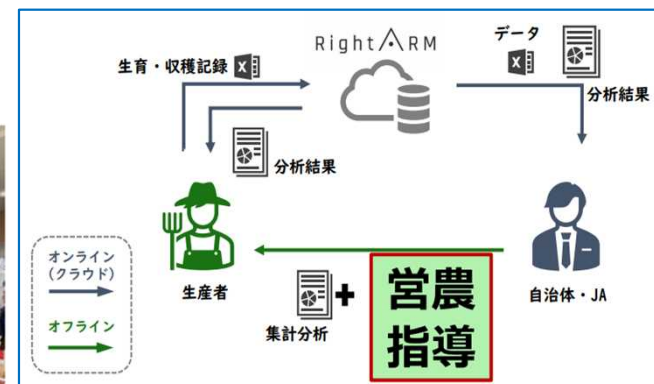 RightARM
データ
生育・収穫記録
分析結果
分析結果
オンライン
(クラウド)
オフライン
生産者
集計分析
+
営農
指導
自治体・JA